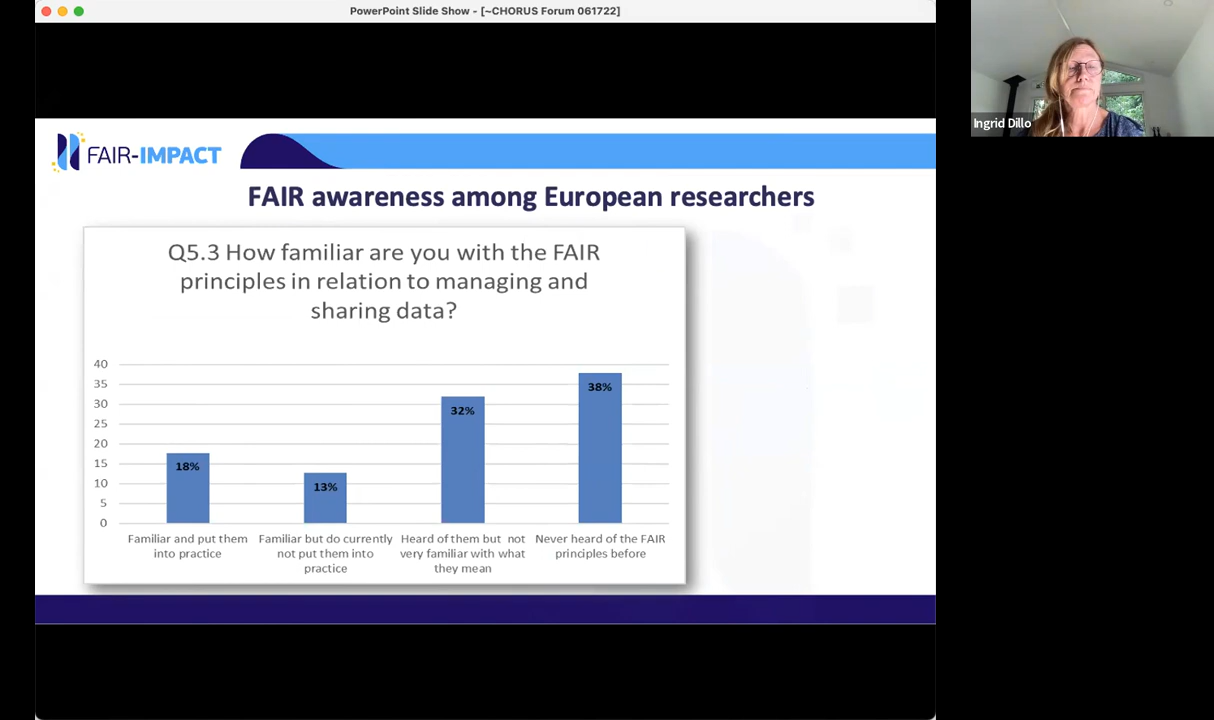 PowerPoint Slide Show - [~CHORUS Forum 061722]
Ingrid Dillo
FAIR-IMPACT
FAIR awareness among European researchers
Q5.3 How familiar are you with the FAIR
principles in relation to managing and
sharing data?
40
35
30
25
20
15
10
5
0
18%
13%
32%
38%
Familiar and put them
into practice
Familiar but do currently
not put them into
practice
Heard of them but not
very familiar with what
they mean
Never heard of the FAIR
principles before